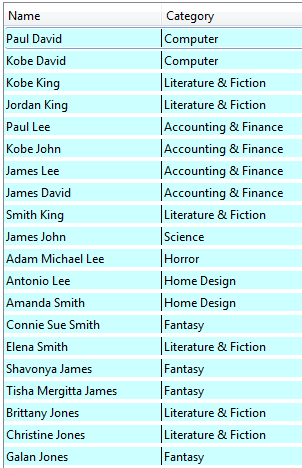 Name Category
Paul David Computer
Kobe David Computer
Kobe King Literature & Fiction
Jordan King Literature & Fiction
Paul Lee Accounting & Finance
Kobe John Accounting & Finance
James Lee Accounting & Finance
James David Accounting & Finance
Smith King Literature & Fiction
James John Science
Adam Michael Lee Horror
Antonio Lee Home Design
Amanda Smith Home Design
Connie Sue Smith Fantasy
Elena Smith Literature & Fiction
Shavonya James Fantasy
Tisha Mergitta James Fantasy
Brittany Jones Literature & Fiction
Christine Jones Literature & Fiction
Galan Jones Fantasy